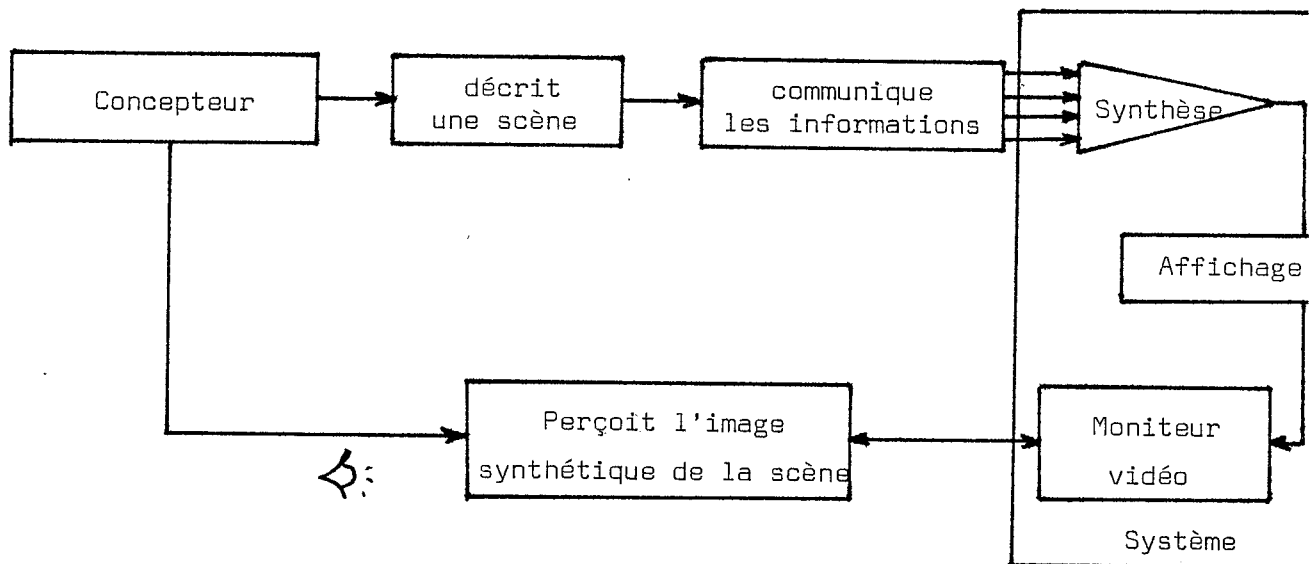 Concepteur
décrit
une scène
communique
les informations
Synthèse
Affichage
Perçoit l'image
synthétique de la scène
Moniteur
vidéo
Système